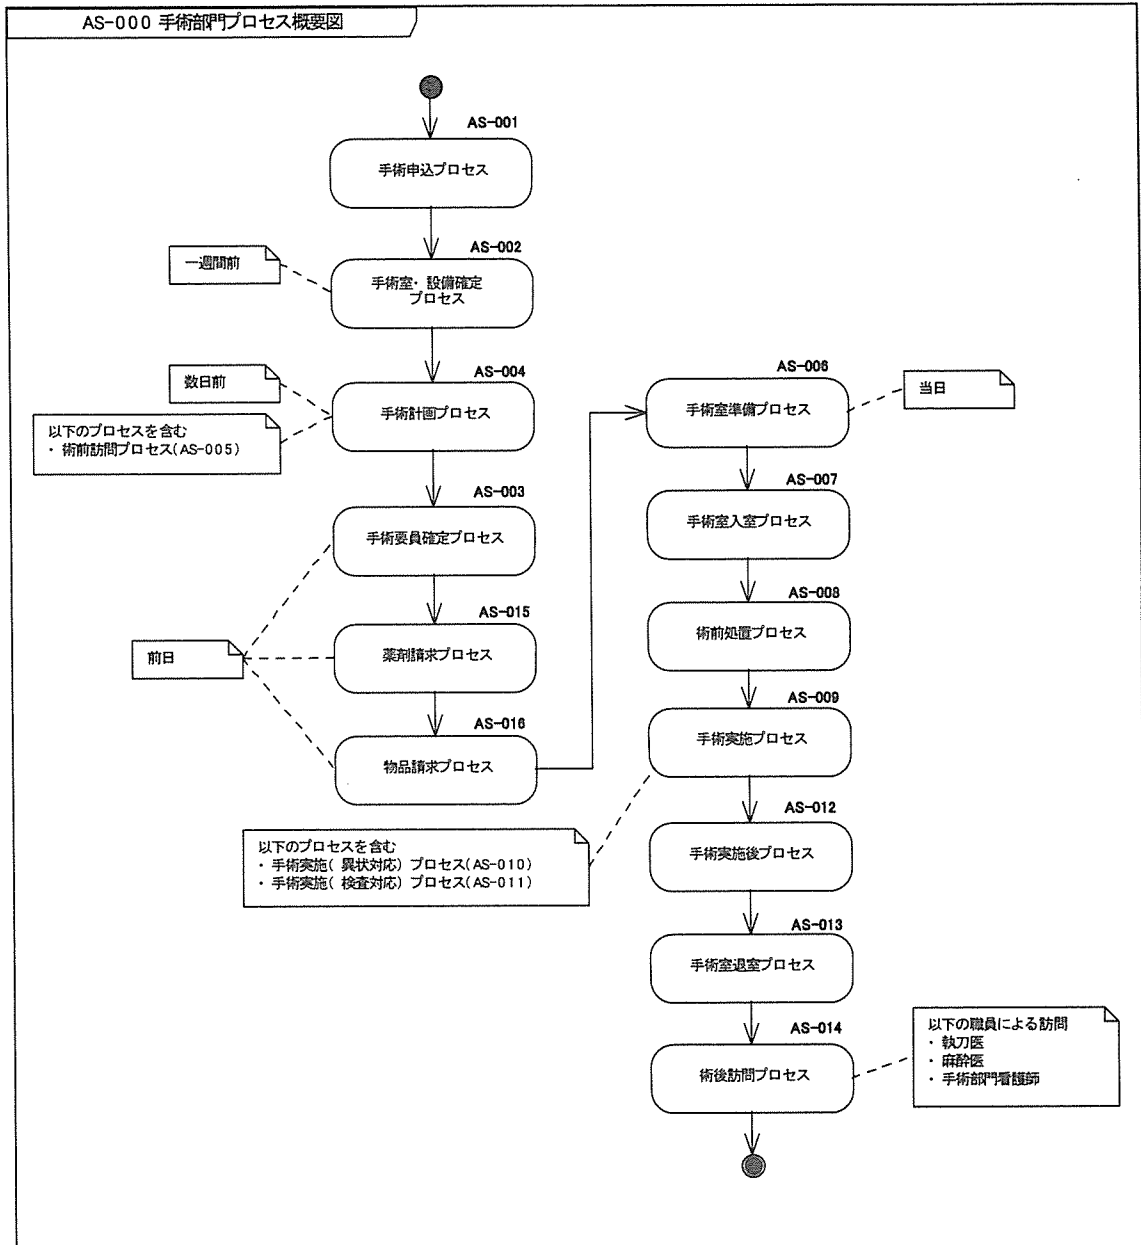 AS-000 手術部門プロセス概要図
AS-001
手術申込プロセス
AS-002
一週間前
手術室・設備確定
プロセス
AS-004
数日前
手術計画プロセス
以下のプロセスを含む
・ 術前訪問プロセス(AS-005)
AS-003
手術要員確定プロセス
AS-015
前日
薬剤請求プロセス
AS-016
物品請求プロセス
AS-006
手術室準備プロセス
当日
AS-007
手術室入室プロセス
AS-008
術前処置プロセス
AS-009
手術実施プロセス
以下のプロセスを含む
・ 手術実施( 異状対応) プロセス(AS-010)
・ 手術実施( 検査対応) プロセス(AS-011)
AS-012
手術実施後プロセス
AS-013
手術室退室プロセス
AS-014
術後訪問プロセス
以下の職員による訪問
・ 執刀医
・ 麻酔医
・ 手術部門看護師